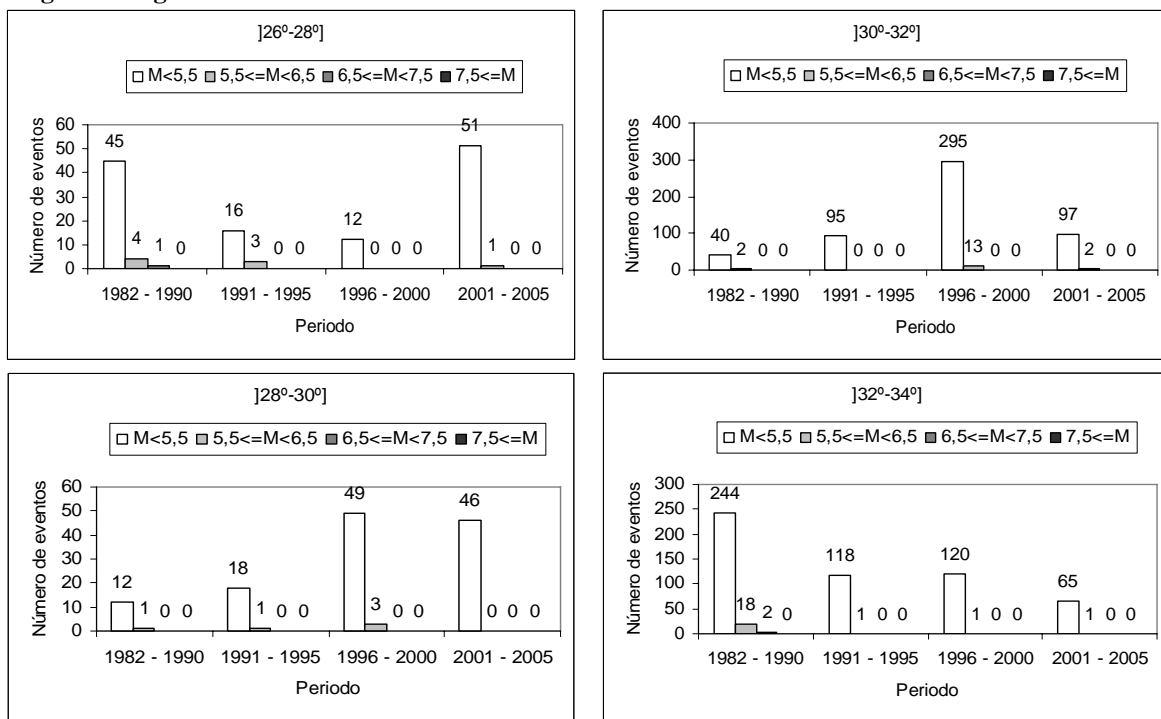 ]26º-28º]
M<5,5 5,5<=M<6,5 6,5<=M<7,5 7,5<=M
Número de eventos
60
50
40
30
20
10
0
45 4 1 0
16 3 0 0
12 0 0 0
51 1 0 0
1982 - 1990 1991 - 1995 1996 - 2000 2001 - 2005
Periodo
]30º-32º]
M<5,5 5,5<=M<6,5 6,5<=M<7,5 7,5<=M
Número de eventos
400
300
200
100
0
40 2 0 0
95 0 0 0
295 13 0 0
97 2 0 0
1982 - 1990 1991 - 1995 1996 - 2000 2001 - 2005
Periodo
]28º-30º]
M<5,5 5,5<=M<6,5 6,5<=M<7,5 7,5<=M
Número de eventos
60
50
40
30
20
10
0
12 1 0 0
18 1 0 0
49 3 0 0
46 0 0 0
1982 - 1990 1991 - 1995 1996 - 2000 2001 - 2005
Periodo
]32º-34º]
M<5,5 5,5<=M<6,5 6,5<=M<7,5 7,5<=M
Número de eventos
300
250
200
150
100
50
0
244 18 2 0
118 1 0 0
120 1 0 0
65 1 0 0
1982 - 1990 1991 - 1995 1996 - 2000 2001 - 2005
Periodo